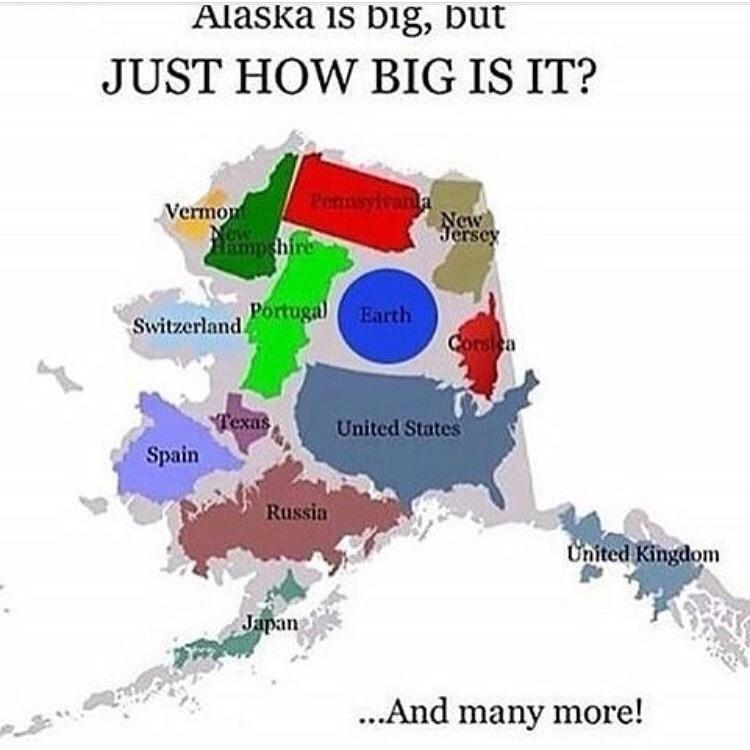 Alaska is big, but
JUST HOW BIG IS IT?
Pennsylvania
Vermont
New
Hampshire
New
Jersey
Portugal
Earth
Switzerland
Corsica
Texas
United States
Spain
Russia
United Kingdom
Japan
...And many more!